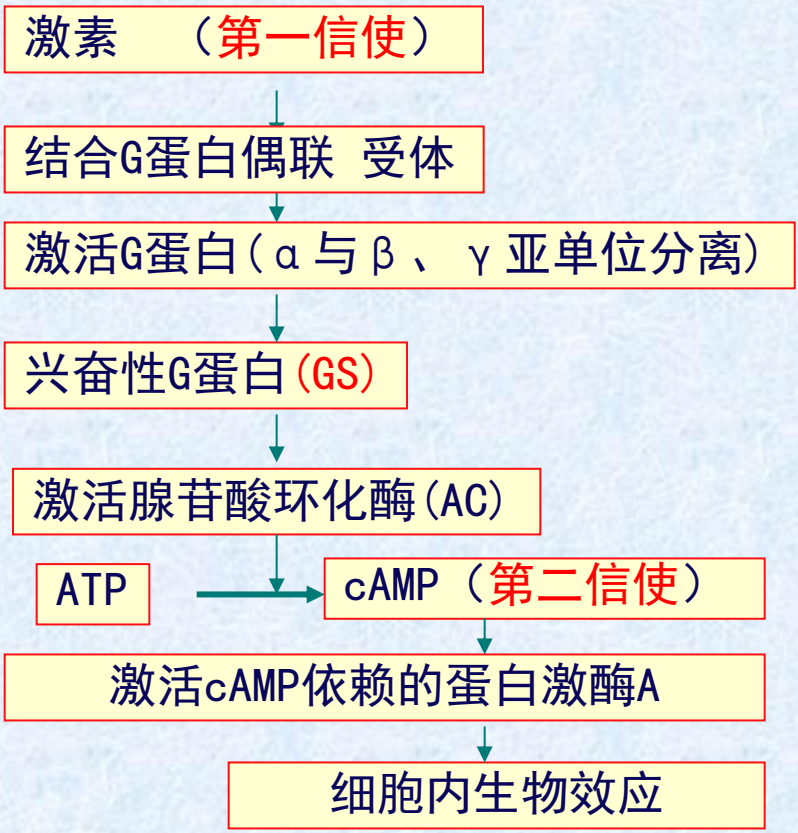 激素 （第一信使）
结合G蛋白偶联 受体
激活G蛋白(α与β、γ亚单位分离)
兴奋性G蛋白(GS)
激活腺苷酸环化酶(AC)
ATP
cAMP（第二信使）
激活cAMP依赖的蛋白激酶A
细胞内生物效应